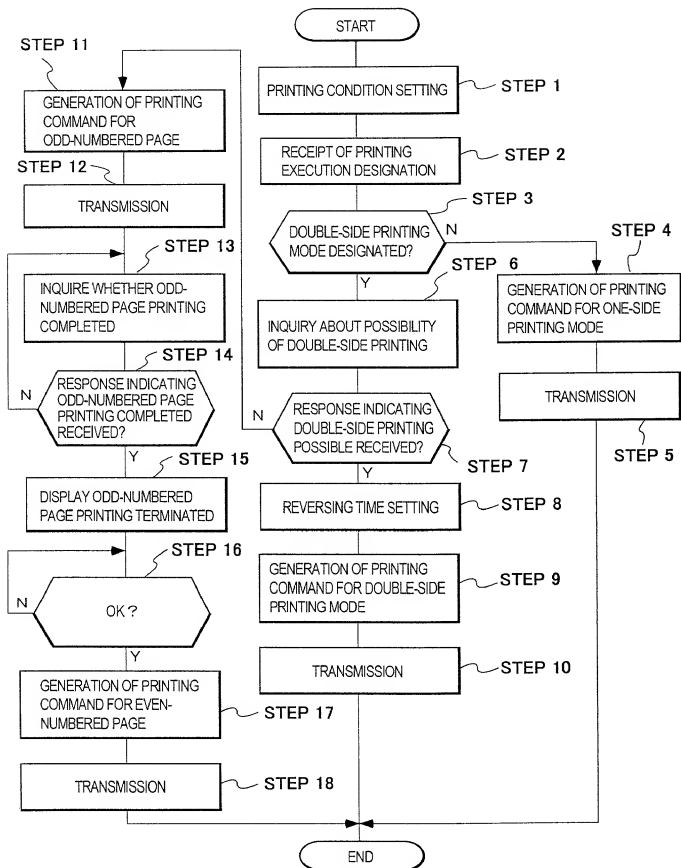 START
PRINTING CONDITION SETTING
STEP 1
RECEIPT OF PRINTING
EXECUTION DESIGNATION
STEP 2
DOUBLE-SIDE PRINTING
MODE DESIGNATED?
STEP 3
N
Y
GENERATION OF PRINTING
COMMAND FOR ONE-SIDE
PRINTING MODE
STEP 4
TRANSMISSION
STEP 5
INQUIRY ABOUT POSSIBILITY
OF DOUBLE-SIDE PRINTING
STEP 6
RESPONSE INDICATING
DOUBLE-SIDE PRINTING
POSSIBLE RECEIVED?
STEP 7
N
Y
REVERSING TIME SETTING
STEP 8
GENERATION OF PRINTING
COMMAND FOR DOUBLE-SIDE
PRINTING MODE
STEP 9
TRANSMISSION
STEP 10
STEP 11
GENERATION OF PRINTING
COMMAND FOR
ODD-NUMBERED PAGE
STEP 12
TRANSMISSION
STEP 13
INQUIRE WHETHER ODD-
NUMBERED PAGE PRINTING
COMPLETED
STEP 14
RESPONSE INDICATING
ODD-NUMBERED PAGE
PRINTING COMPLETED
RECEIVED?
N
Y
STEP 15
DISPLAY ODD-NUMBERED
PAGE PRINTING TERMINATED
STEP 16
OK?
N
Y
GENERATION OF PRINTING
COMMAND FOR EVEN-
NUMBERED PAGE
STEP 17
TRANSMISSION
STEP 18
END